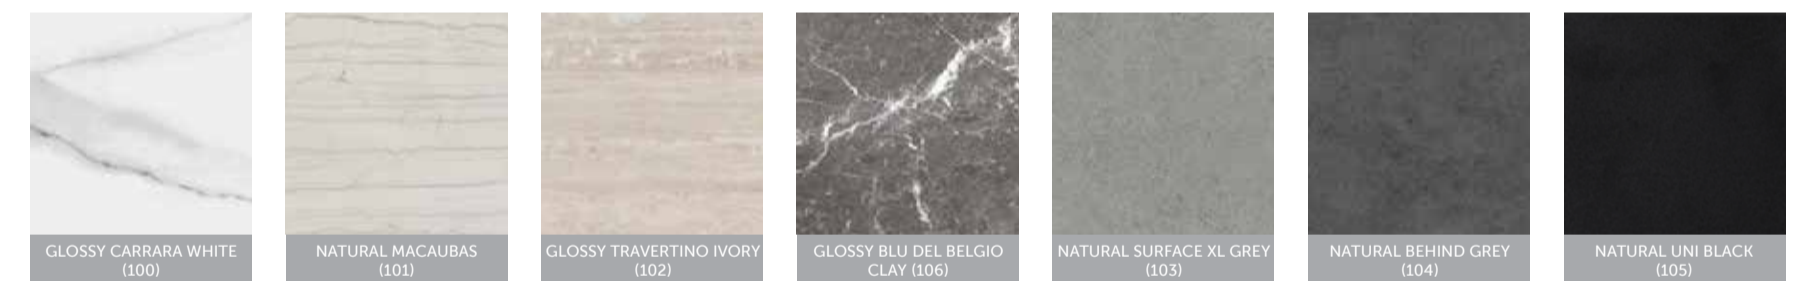 GLOSSY CARRARA WHITE
(100)
NATURAL MACAUBAS
(101)
GLOSSY TRAVERTINO IVORY
(102)
GLOSSY BLU DEL BELGIO
CLAY (106)
NATURAL SURFACE XL GREY
(103)
NATURAL BEHIND GREY
(104)
NATURAL UNI BLACK
(105)